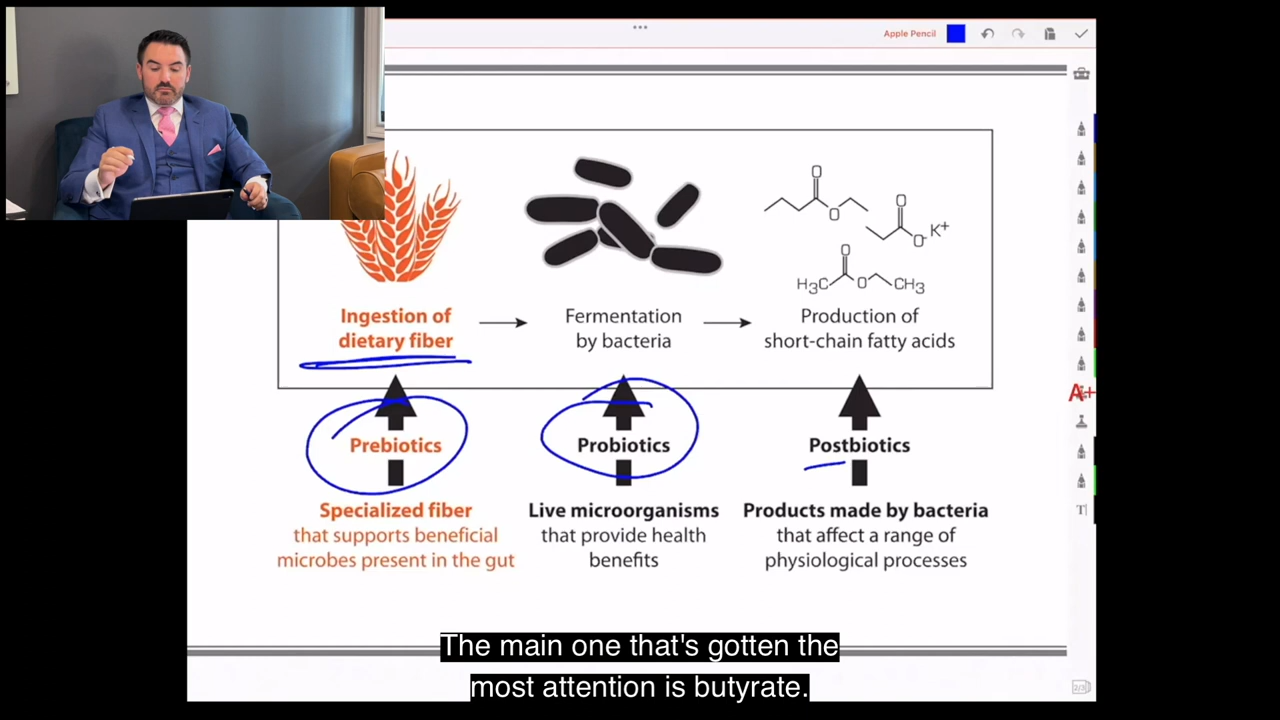 Apple Pencil
O
O
O
K+
O-
O
H3C
O
CH3
Ingestion of
dietary fiber
Fermentation
by bacteria
Production of
short-chain fatty acids
A+
Prebiotics
Probiotics
Postbiotics
Specialized fiber
that supports beneficial
microbes present in the gut
Live microorganisms
that provide health
benefits
Products made by bacteria
that affect a range of
physiological processes
T
The main one that's gotten the
most attention is butyrate.
2/3